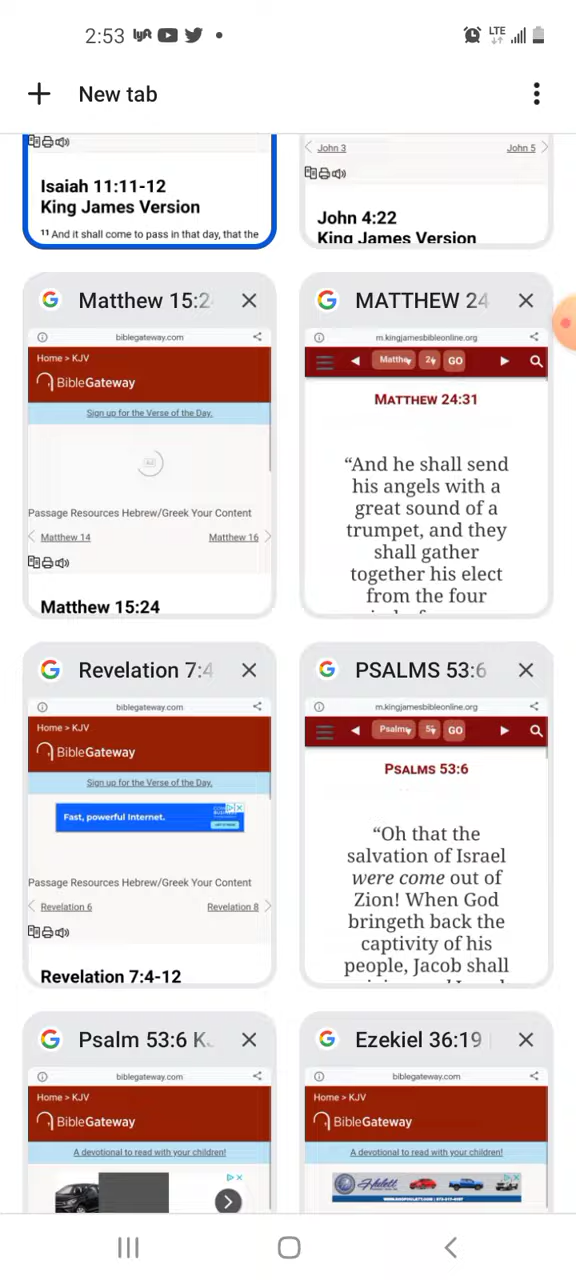 2:53 lyft
LTE
New tab
Isaiah 11:11-12
King James Version
11 And it shall come to pass in that day, that the
John 3 John 5
John 4:22
King James Version
Matthew 15:2
biblegateway.com
Home > KJV
BibleGateway
Sign up for the Verse of the Day.
Passage Resources Hebrew/Greek Your Content
Matthew 14 Matthew 16
Matthew 15:24
MATTHEW 24
m.kingjamesbibleonline.org
Matthe 24 GO
MATTHEW 24:31
“And he shall send
his angels with a
great sound of a
trumpet, and they
shall gather
together his elect
from the four
Revelation 7:4
biblegateway.com
Home > KJV
BibleGateway
Sign up for the Verse of the Day.
Fast, powerful Internet.
Passage Resources Hebrew/Greek Your Content
Revelation 6 Revelation 8
Revelation 7:4-12
PSALMS 53:6
m.kingjamesbibleonline.org
Psalm GO
PSALMS 53:6
“Oh that the
salvation of Israel
were come out of
Zion! When God
bringeth back the
captivity of his
people, Jacob shall
Psalm 53:6 K
biblegateway.com
Home > KJV
BibleGateway
A devotional to read with your children!
Ezekiel 36:19
biblegateway.com
Home > KJV
BibleGateway
A devotional to read with your children!